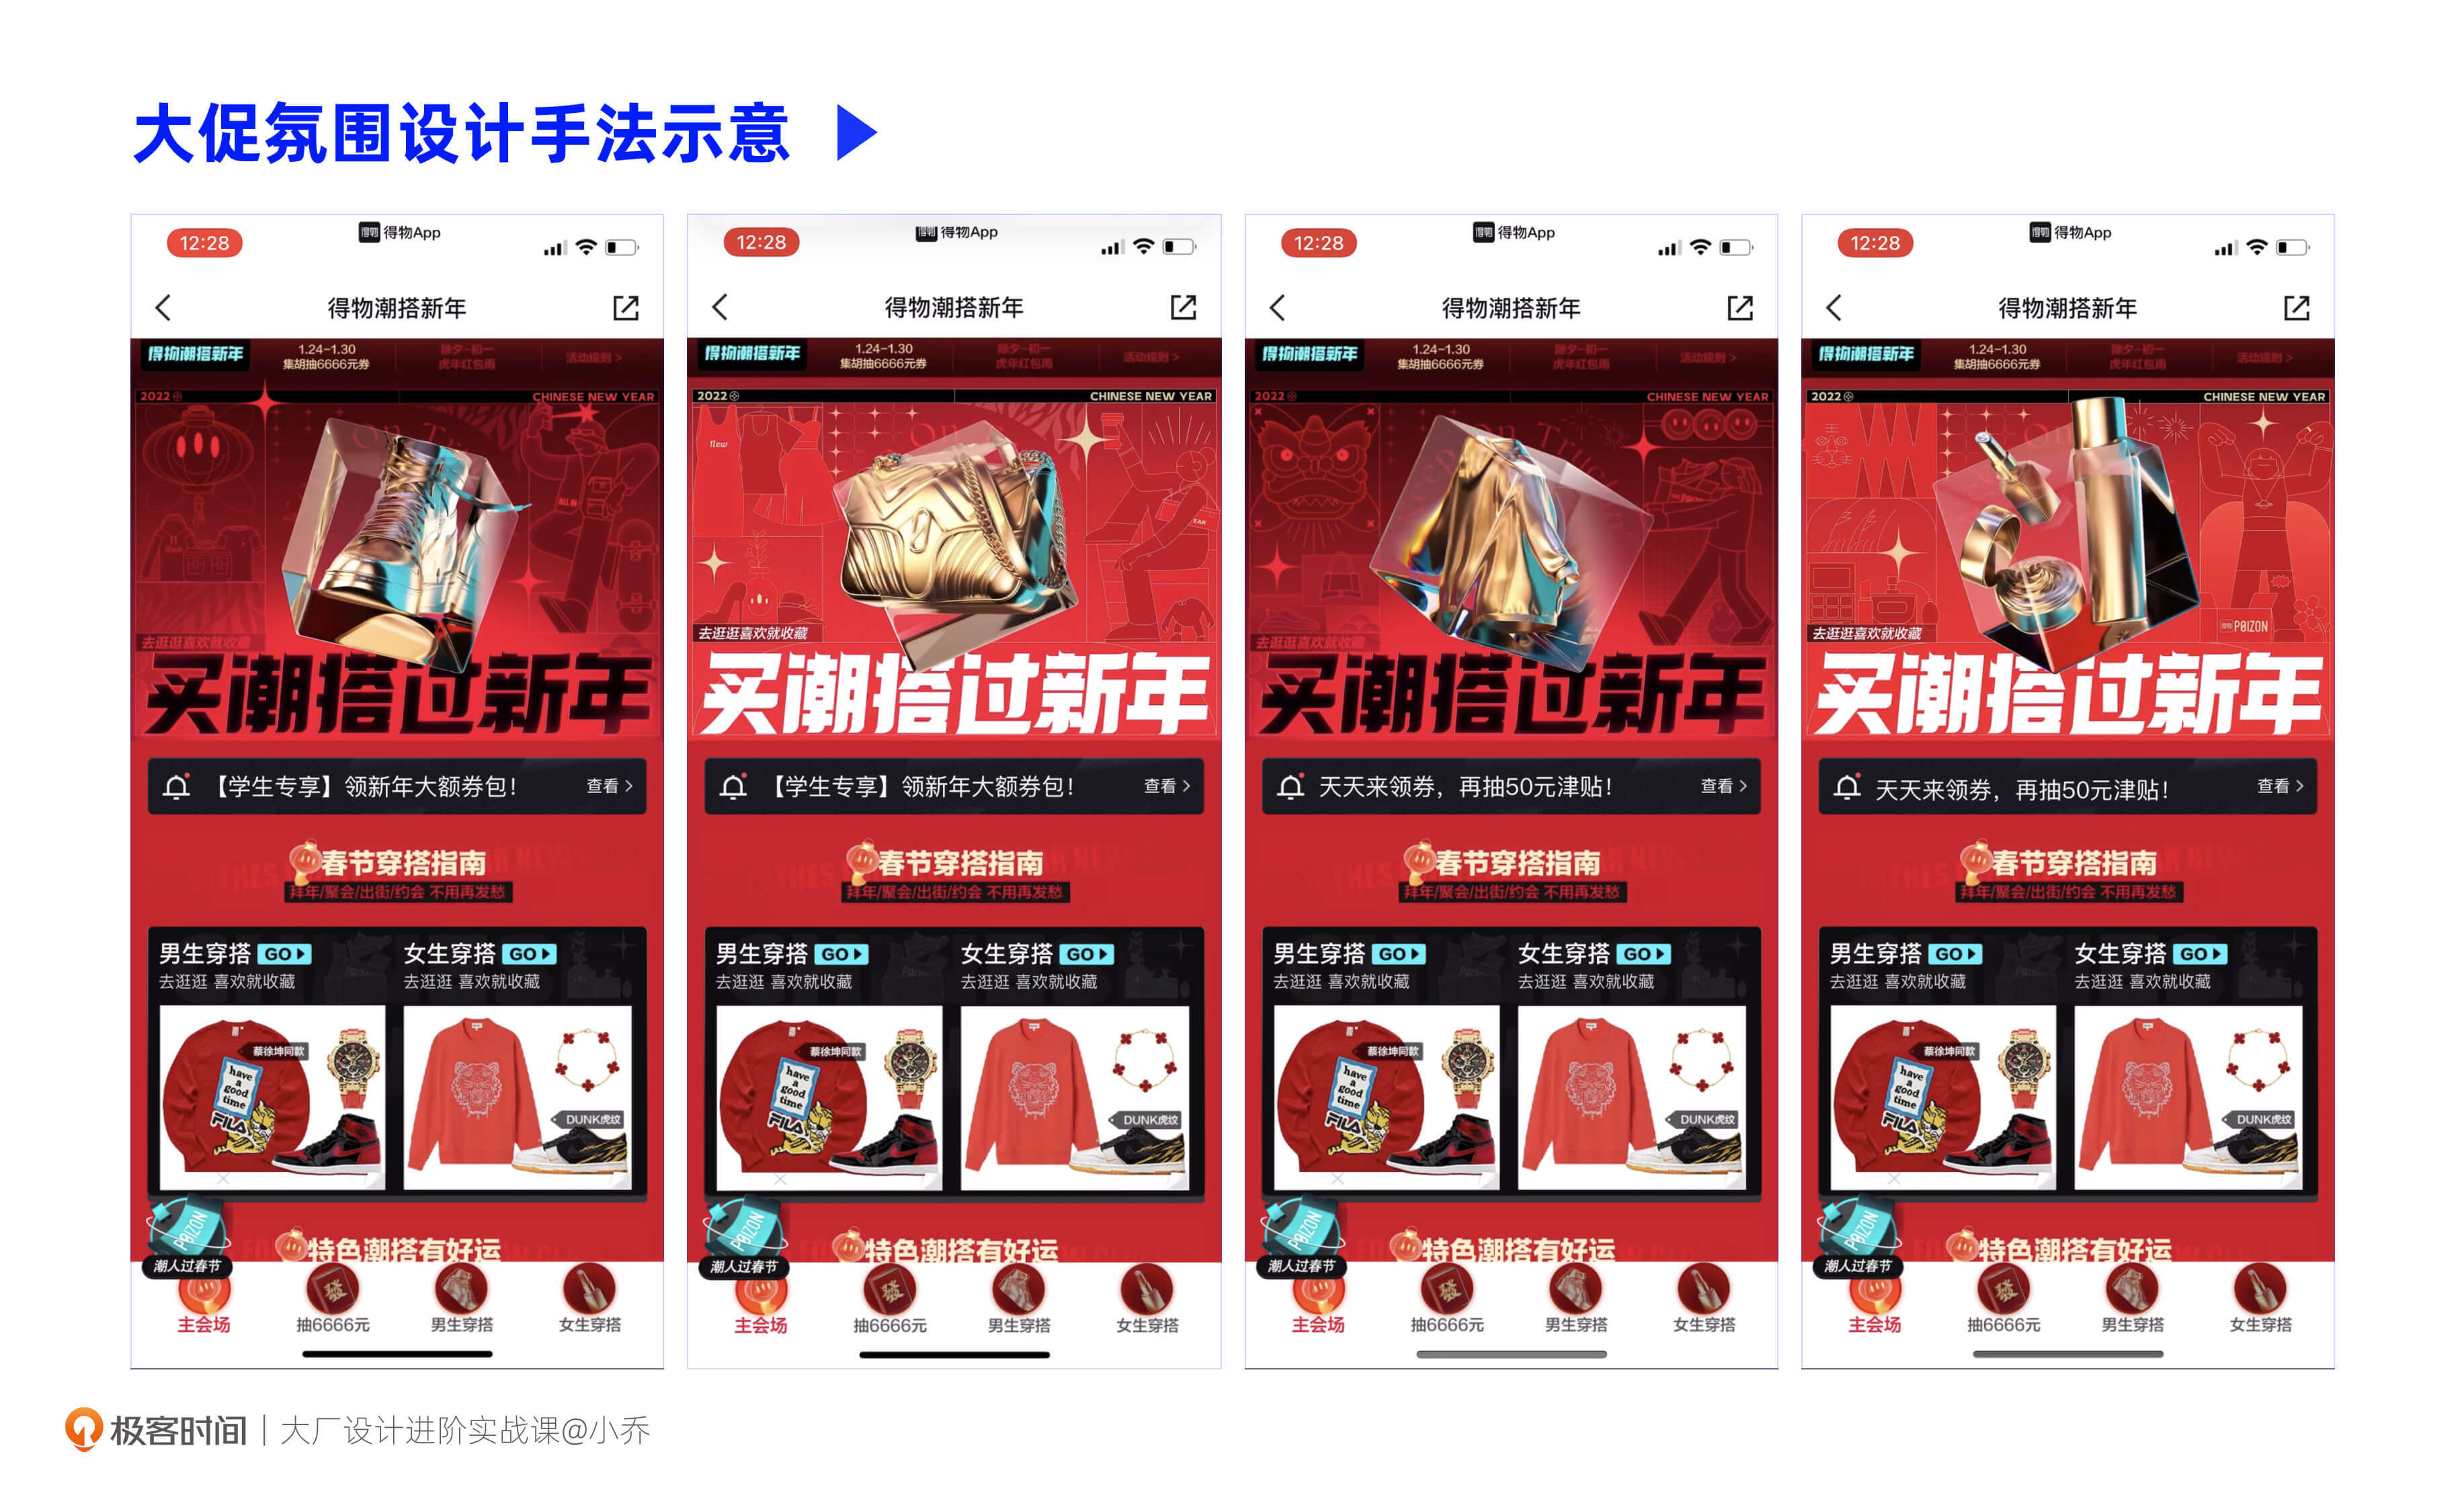 大促氛围设计手法示意
12:28
得物App
得物潮搭新年
得物潮搭新年
1.24-1.30
集胡抽6666元券
除夕-初一
虎年红包雨
活动规则 >
2022
CHINESE NEW YEAR
ALL IN
去逛逛喜欢就收藏
买潮搭过新年
【学生专享】领新年大额券包!
查看 >
春节穿搭指南
拜年/聚会/出街/约会 不用再发愁
男生穿搭 GO
女生穿搭 GO
去逛逛 喜欢就收藏
去逛逛 喜欢就收藏
蔡徐坤同款
have
a
good
time
FILA
DUNK虎纹
POIZON
潮人过春节
特色潮搭有好运
主会场
抽6666元
男生穿搭
女生穿搭
12:28
得物App
得物潮搭新年
得物潮搭新年
1.24-1.30
集胡抽6666元券
除夕-初一
虎年红包雨
活动规则 >
2022
CHINESE NEW YEAR
New
去逛逛喜欢就收藏
买潮搭过新年
【学生专享】领新年大额券包!
查看 >
春节穿搭指南
拜年/聚会/出街/约会 不用再发愁
男生穿搭 GO
女生穿搭 GO
去逛逛 喜欢就收藏
去逛逛 喜欢就收藏
蔡徐坤同款
have
a
good
time
FILA
DUNK虎纹
POIZON
潮人过春节
特色潮搭有好运
主会场
抽6666元
男生穿搭
女生穿搭
12:28
得物App
得物潮搭新年
得物潮搭新年
1.24-1.30
集胡抽6666元券
除夕-初一
虎年红包雨
活动规则 >
2022
CHINESE NEW YEAR
去逛逛喜欢就收藏
买潮搭过新年
天天来领券，再抽50元津贴!
查看 >
春节穿搭指南
拜年/聚会/出街/约会 不用再发愁
男生穿搭 GO
女生穿搭 GO
去逛逛 喜欢就收藏
去逛逛 喜欢就收藏
蔡徐坤同款
have
a
good
time
FILA
DUNK虎纹
POIZON
潮人过春节
特色潮搭有好运
主会场
抽6666元
男生穿搭
女生穿搭
12:28
得物App
得物潮搭新年
得物潮搭新年
1.24-1.30
集胡抽6666元券
除夕-初一
虎年红包雨
活动规则 >
2022
CHINESE NEW YEAR
得物 POIZON
去逛逛喜欢就收藏
买潮搭过新年
天天来领券，再抽50元津贴!
查看 >
春节穿搭指南
拜年/聚会/出街/约会 不用再发愁
男生穿搭 GO
女生穿搭 GO
去逛逛 喜欢就收藏
去逛逛 喜欢就收藏
蔡徐坤同款
have
a
good
time
FILA
DUNK虎纹
POIZON
潮人过春节
特色潮搭有好运
主会场
抽6666元
男生穿搭
女生穿搭
极客时间｜大厂设计进阶实战课@小乔